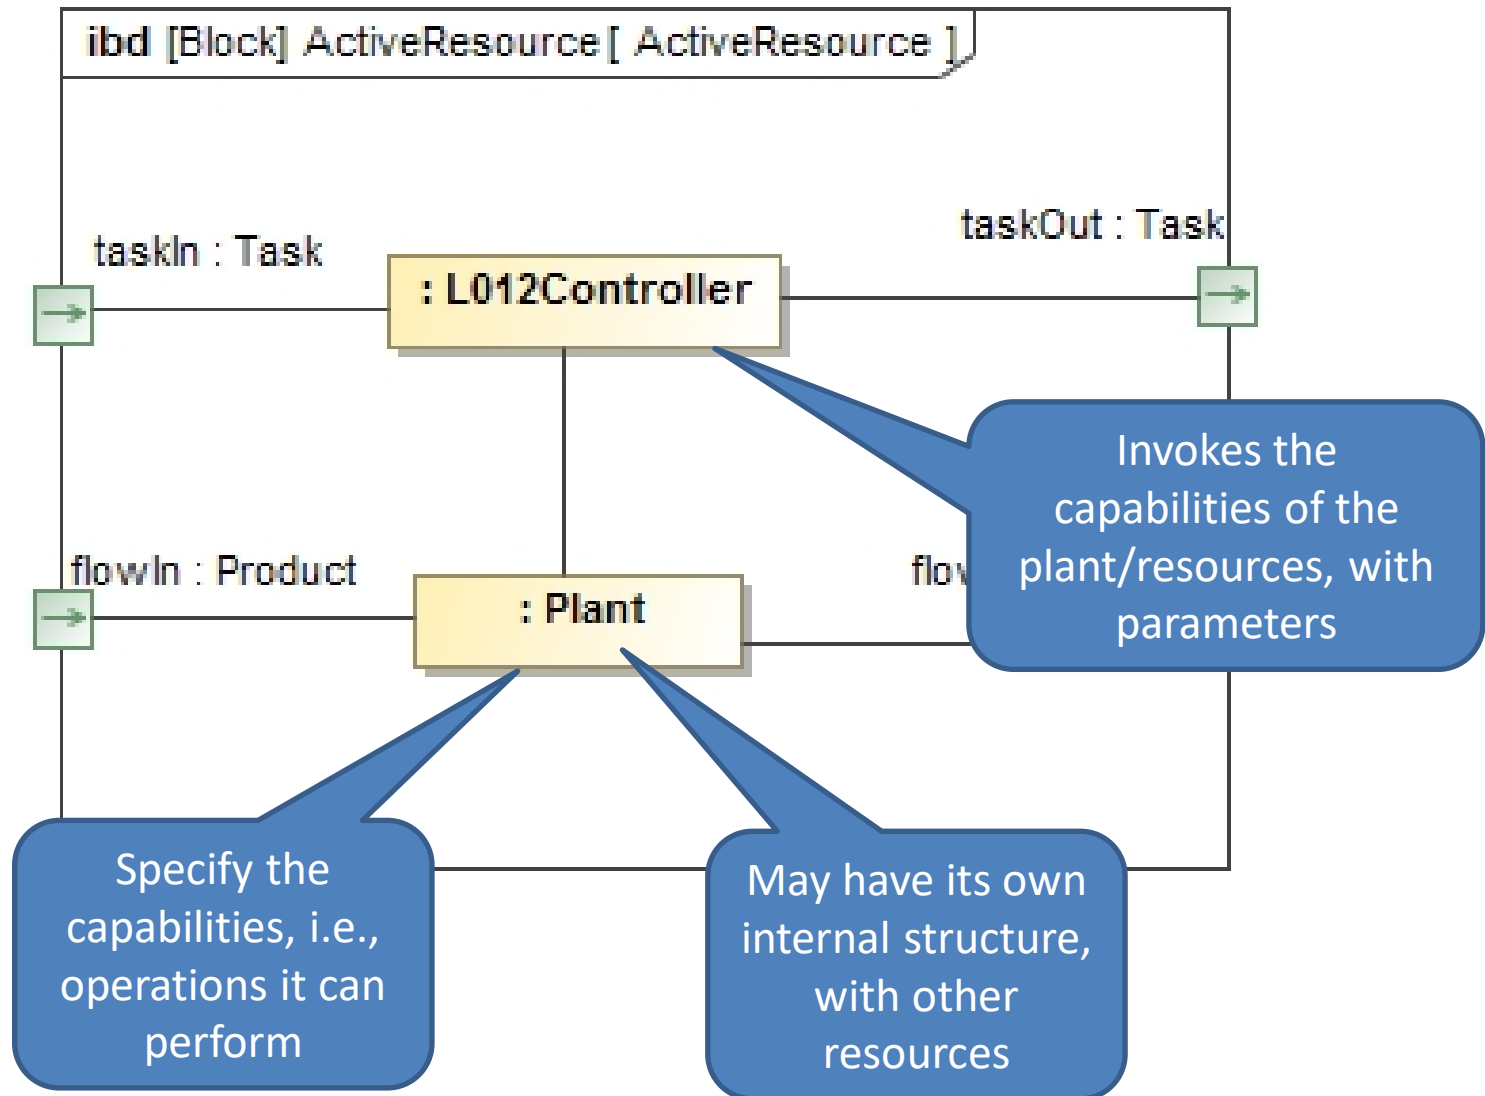 ibd [Block] ActiveResource[ ActiveResource ]
taskIn : Task
taskOut : Task
: L012Controller
Invokes the
capabilities of the
plant/resources, with
parameters
flowIn : Product
: Plant
Specify the
capabilities, i.e.,
operations it can
perform
May have its own
internal structure,
with other
resources